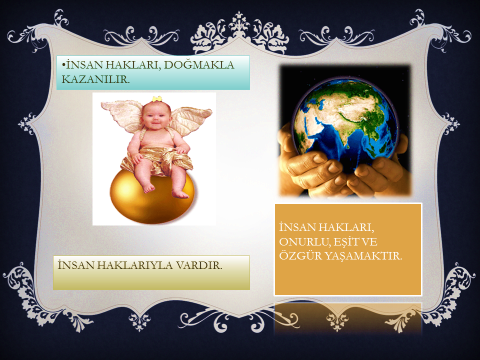 •İNSAN HAKLARI, DOĞMAKLA
KAZANILIR.
İNSAN HAKLARIYLA VARDIR.
İNSAN HAKLARI,
ONURLU, EŞİT VE
ÖZGÜR YAŞAMAKTIR.